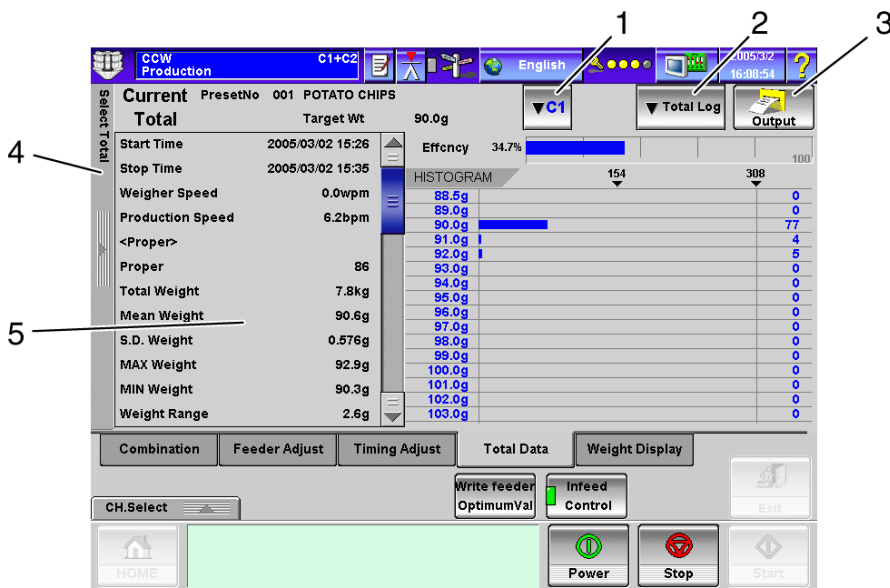 1
2
3
CCW
C1+C2
Production
English
2005/3/2
16:08:54
?
Select Total
Current PresetNo 001 POTATO CHIPS
Total Target Wt 90.0g
▼C1
▼ Total Log
Output
4
Start Time 2005/03/02 15:26
Stop Time 2005/03/02 15:35
Weigher Speed 0.0wpm
Production Speed 6.2bpm
<Proper>
Proper 86
Total Weight 7.8kg
5
Mean Weight 90.6g
S.D. Weight 0.576g
MAX Weight 92.9g
MIN Weight 90.3g
Weight Range 2.6g
Effcncy 34.7%
100
HISTOGRAM 154 308
88.5g 0
89.0g 0
90.0g 77
91.0g 4
92.0g 5
93.0g 0
94.0g 0
95.0g 0
96.0g 0
97.0g 0
98.0g 0
99.0g 0
100.0g 0
101.0g 0
102.0g 0
103.0g 0
Combination
Feeder Adjust
Timing Adjust
Total Data
Weight Display
Write feeder
OptimumVal
Infeed
Control
Exit
CH.Select
HOME
Power
Stop
Start